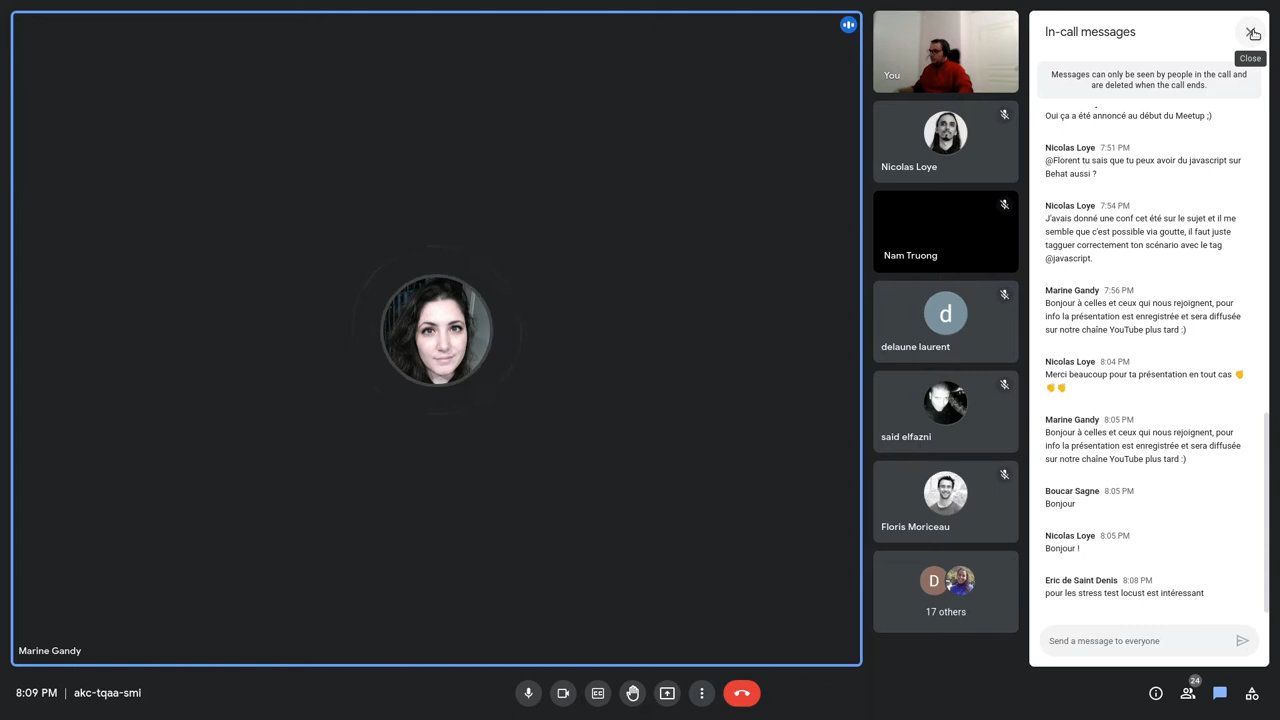 You
Nicolas Loye
Nam Truong
d
delaune laurent
said elfazni
Floris Moriceau
D
17 others
Marine Gandy
8:09 PM | akc-tqaa-smi
In-call messages
Close
Messages can only be seen by people in the call and
are deleted when the call ends.
Oui ça a été annoncé au début du Meetup ;)
Nicolas Loye 7:51 PM
@Florent tu sais que tu peux avoir du javascript sur
Behat aussi ?
Nicolas Loye 7:54 PM
J'avais donné une conf cet été sur le sujet et il me
semble que c'est possible via goutte, il faut juste
tagguer correctement ton scénario avec le tag
@javascript.
Marine Gandy 7:56 PM
Bonjour à celles et ceux qui nous rejoignent, pour
info la présentation est enregistrée et sera diffusée
sur notre chaîne YouTube plus tard :)
Nicolas Loye 8:04 PM
Merci beaucoup pour ta présentation en tout cas
Marine Gandy 8:05 PM
Bonjour à celles et ceux qui nous rejoignent, pour
info la présentation est enregistrée et sera diffusée
sur notre chaîne YouTube plus tard :)
Boucar Sagne 8:05 PM
Bonjour
Nicolas Loye 8:05 PM
Bonjour !
Eric de Saint Denis 8:08 PM
pour les stress test locust est intéressant
Send a message to everyone
24